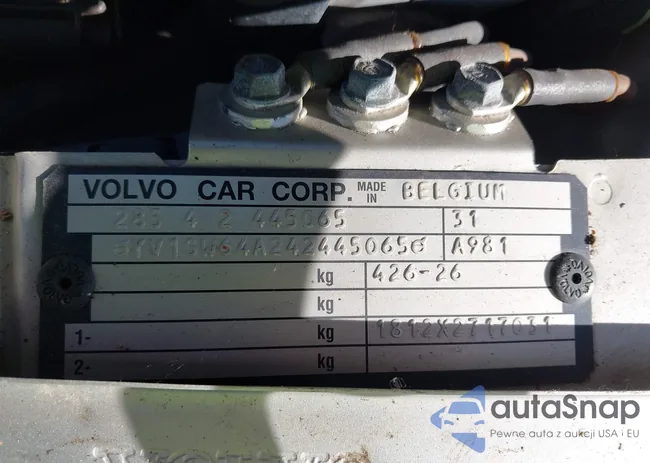 VOLVO CAR CORP. MADE IN BELGIUM
285 4 2 445065 31
YV1SW64A242445065 A981
kg 426-26
kg
1- kg 1812X2717031
2- kg
autaSnap
Pewne auta z aukcji USA i EU